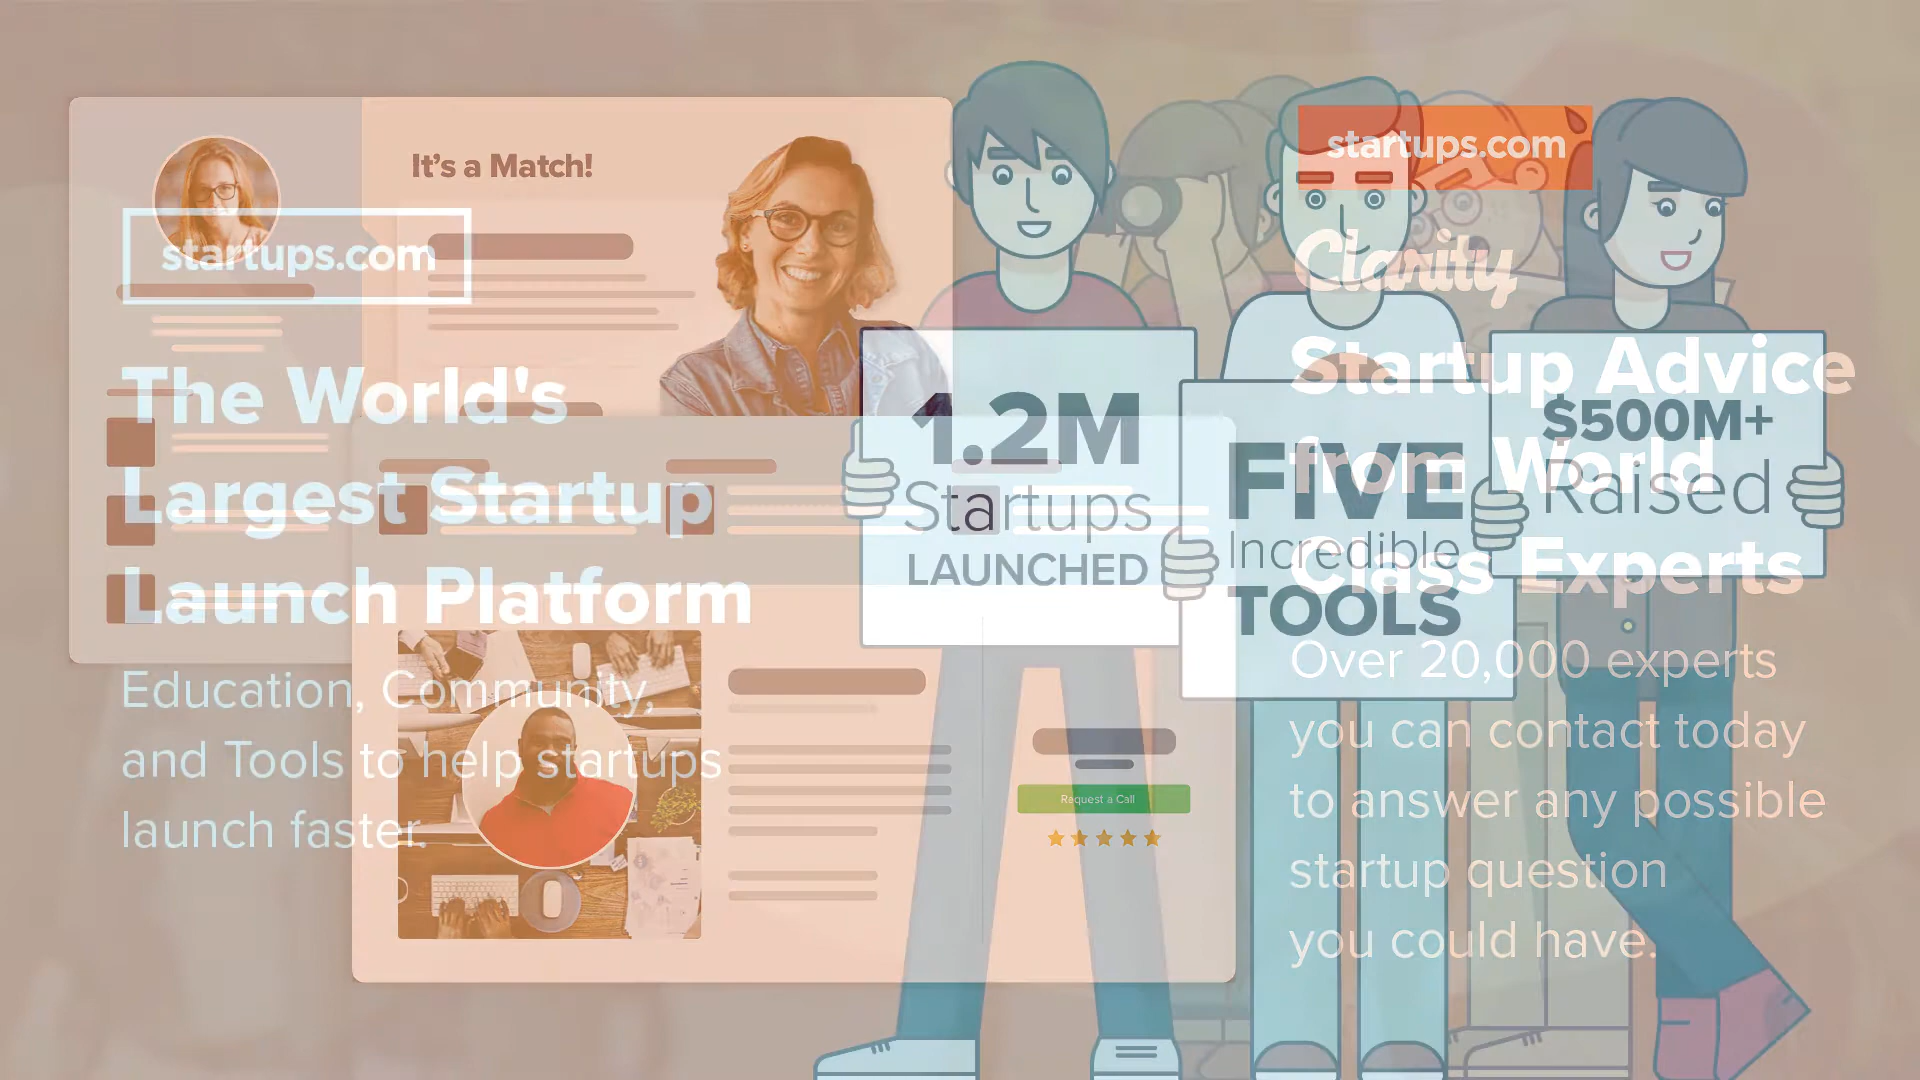 It's a Match!
startups.com
The World's
Largest Startup
Launch Platform
Education, Community,
and Tools to help startups
launch faster.
1.2M
Startups
LAUNCHED
FIVE
Incredible
TOOLS
$500M+
Raised
Request a Call
startups.com
Clarity
Startup Advice
from World
Class Experts
Over 20,000 experts
you can contact today
to answer any possible
startup question
you could have.